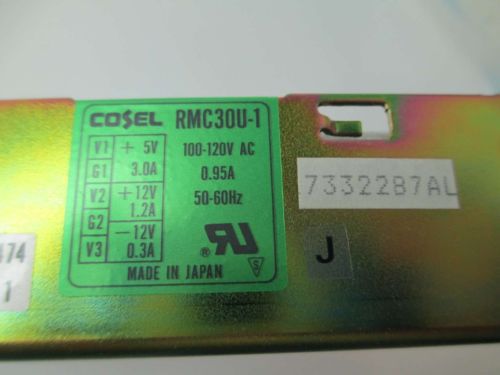 COSEL RMC30U-1
V1 + 5V
G1 3.0A
V2 +12V
G2 1.2A
V3 -12V
0.3A
100-120V AC
0.95A
50-60Hz
MADE IN JAPAN
S
73322B7AL
J
474
1